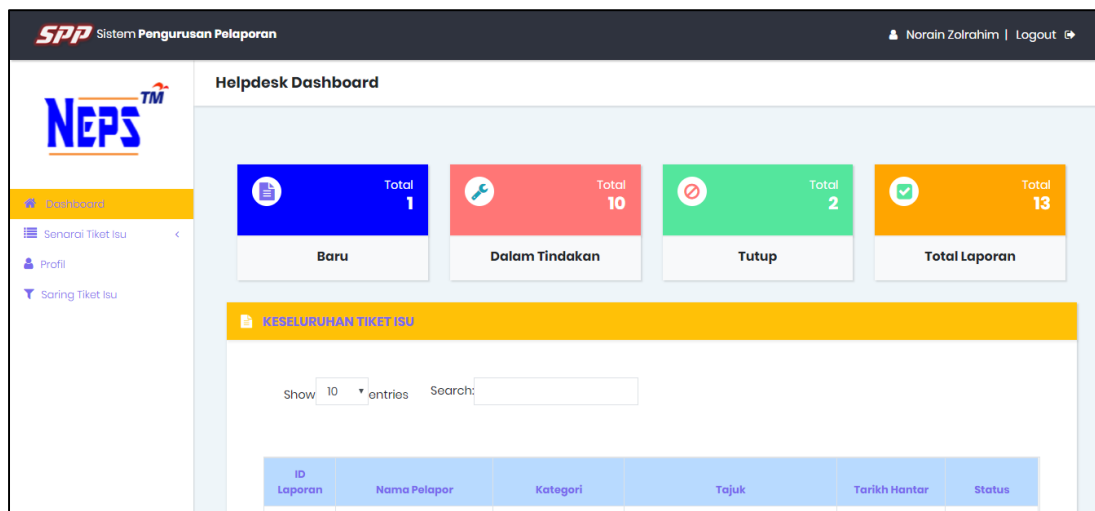 SPP Sistem Pengurusan Pelaporan
Norain Zolrahim | Logout
NEPS TM
Helpdesk Dashboard
Dashboard
Senarai Tiket Isu <
Profil
Saring Tiket Isu
Total
1
Baru
Total
10
Dalam Tindakan
Total
2
Tutup
Total
13
Total Laporan
KESELURUHAN TIKET ISU
Show 10 entries Search:
ID Laporan
Nama Pelapor
Kategori
Tajuk
Tarikh Hantar
Status